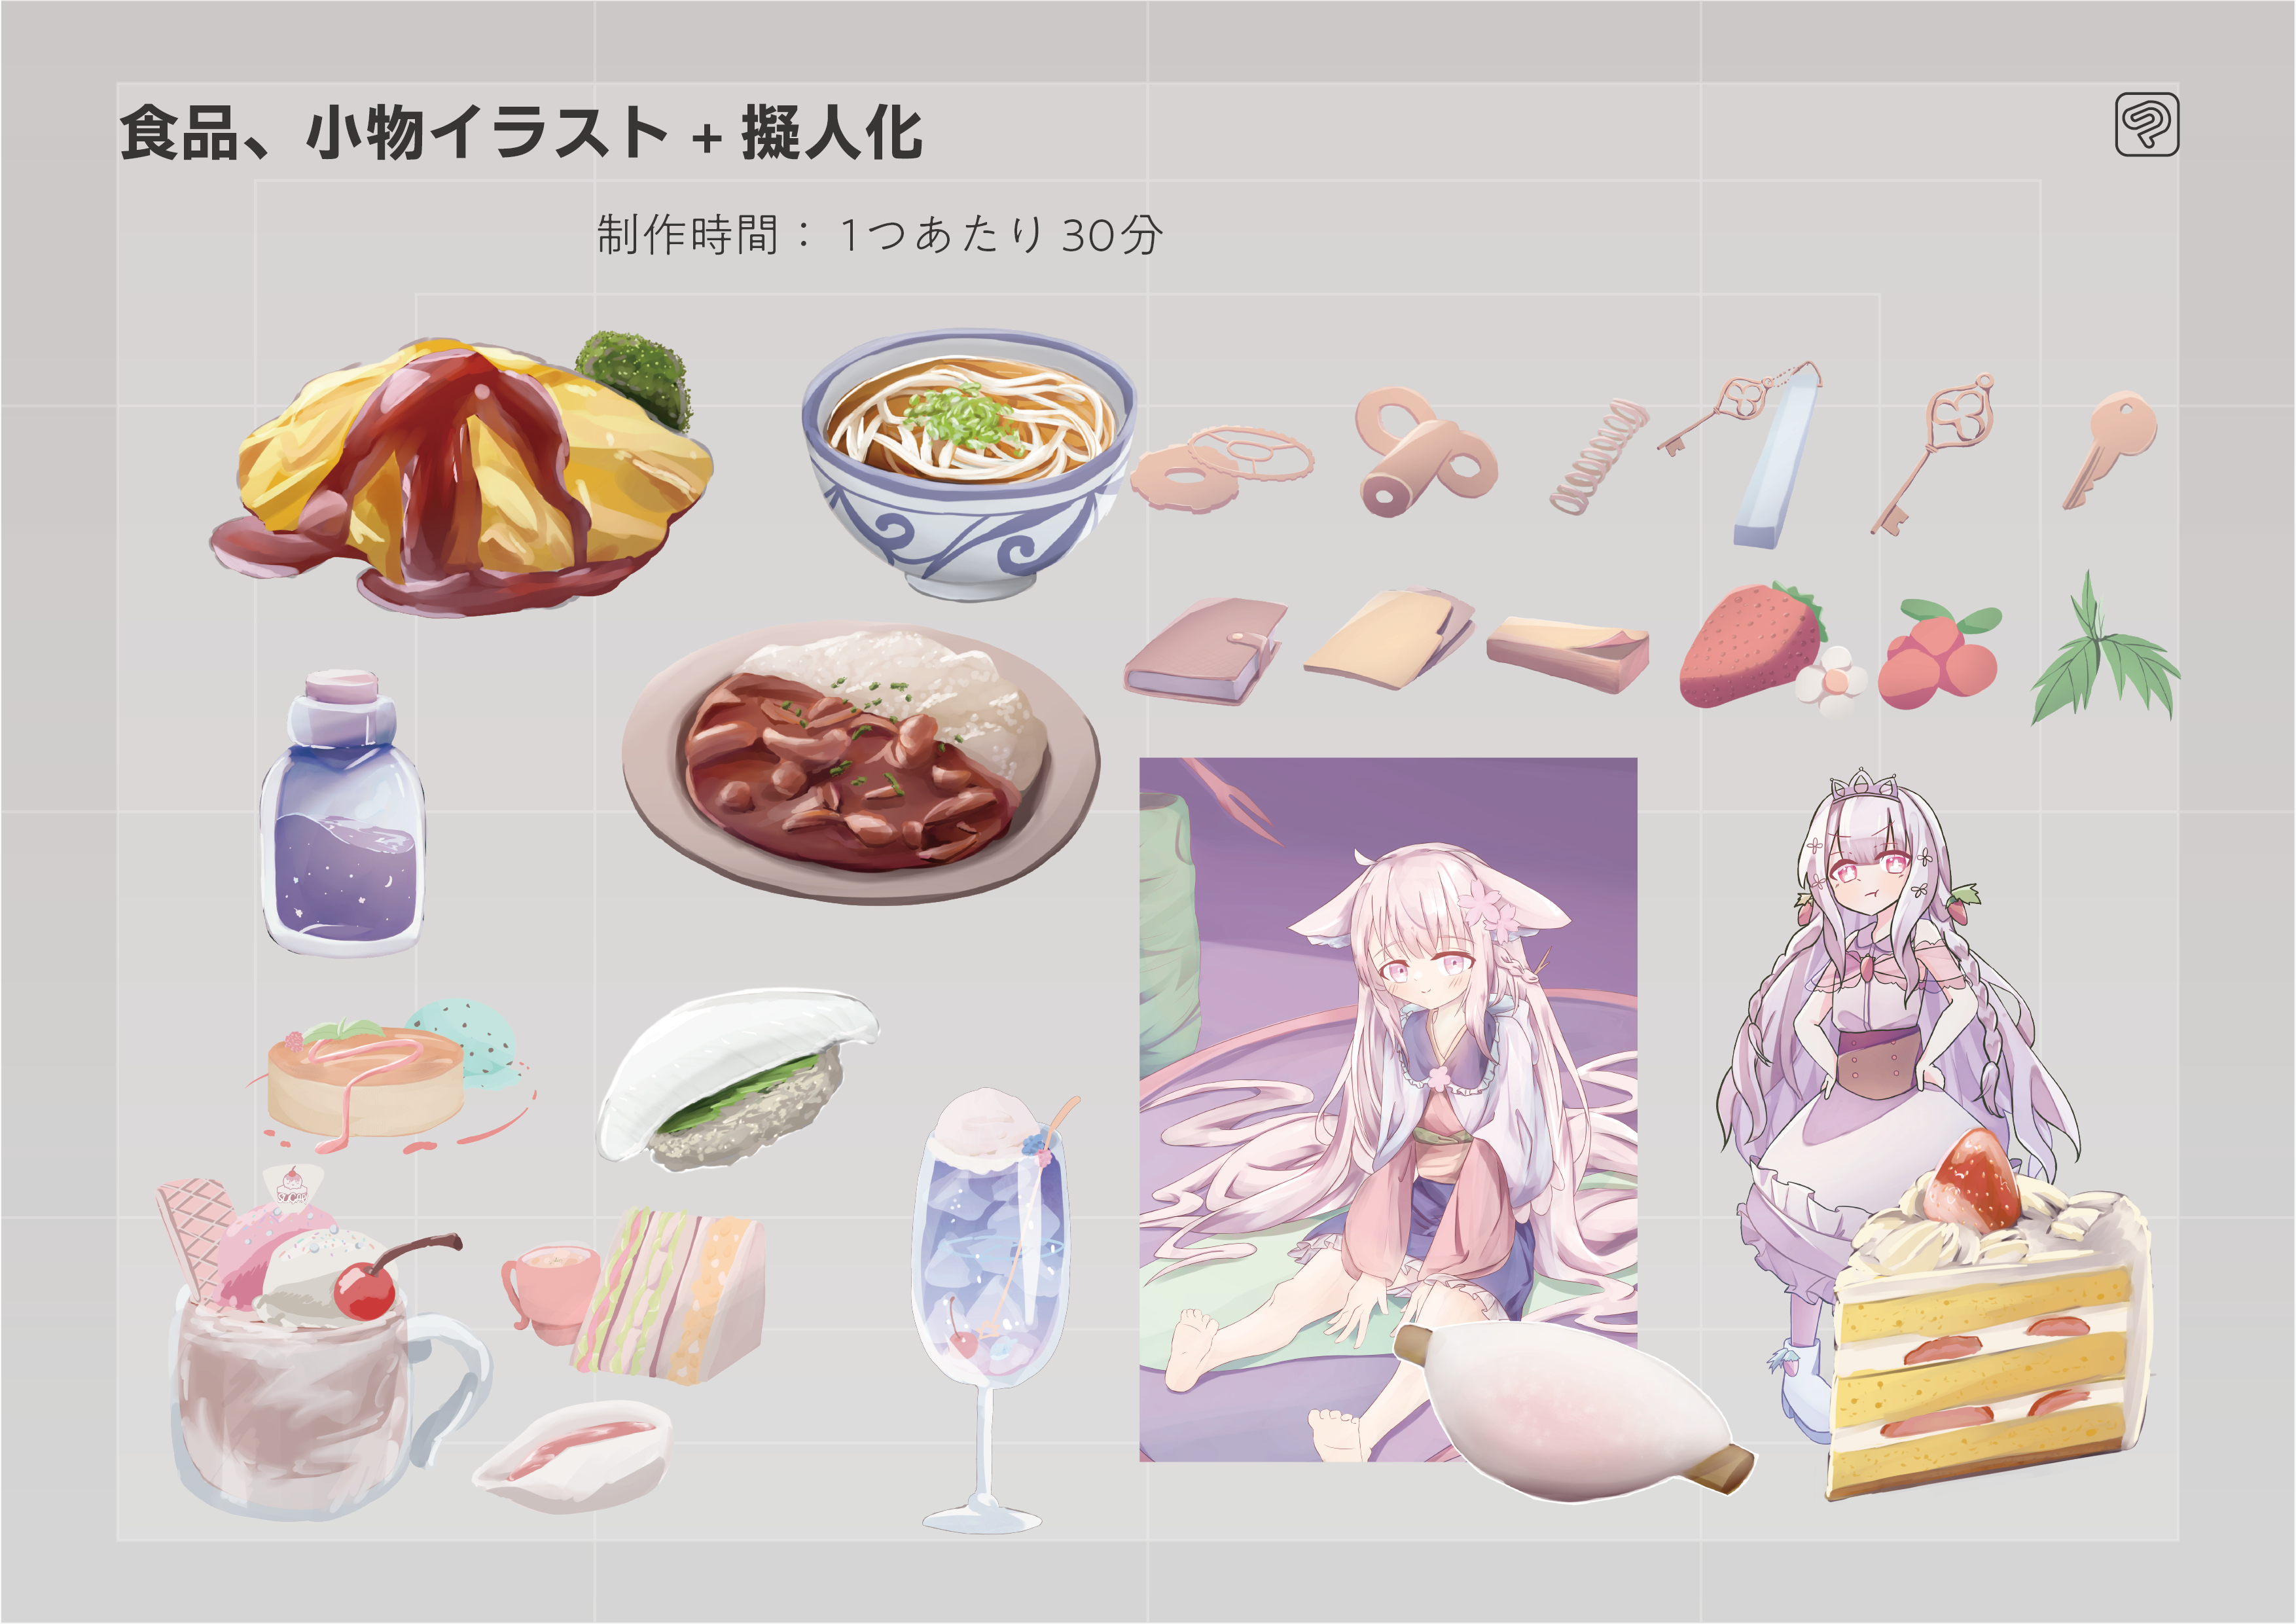 食品、小物イラスト + 擬人化
制作時間： 1つあたり 30分